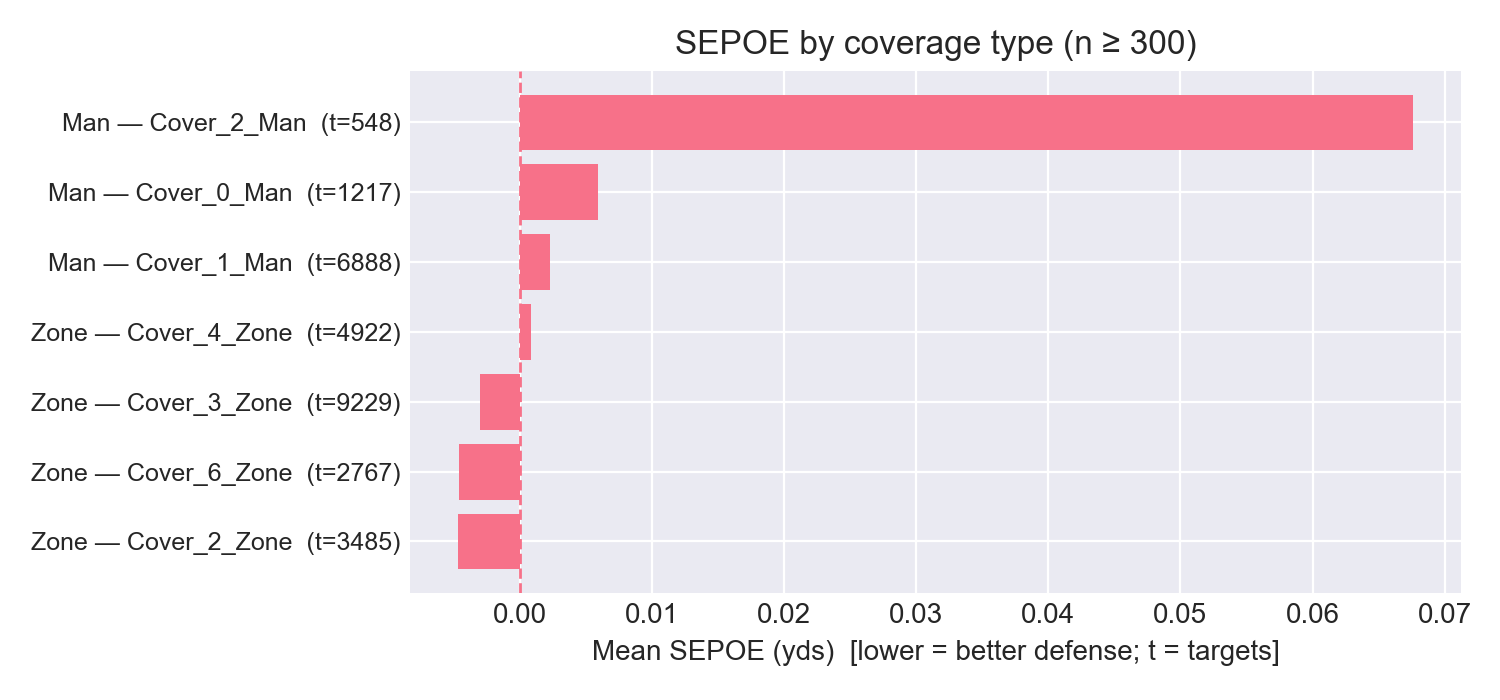 SEPOE by coverage type (n ≥ 300)
Man — Cover_2_Man (t=548)
Man — Cover_0_Man (t=1217)
Man — Cover_1_Man (t=6888)
Zone — Cover_4_Zone (t=4922)
Zone — Cover_3_Zone (t=9229)
Zone — Cover_6_Zone (t=2767)
Zone — Cover_2_Zone (t=3485)
0.00 0.01 0.02 0.03 0.04 0.05 0.06 0.07
Mean SEPOE (yds) [lower = better defense; t = targets]